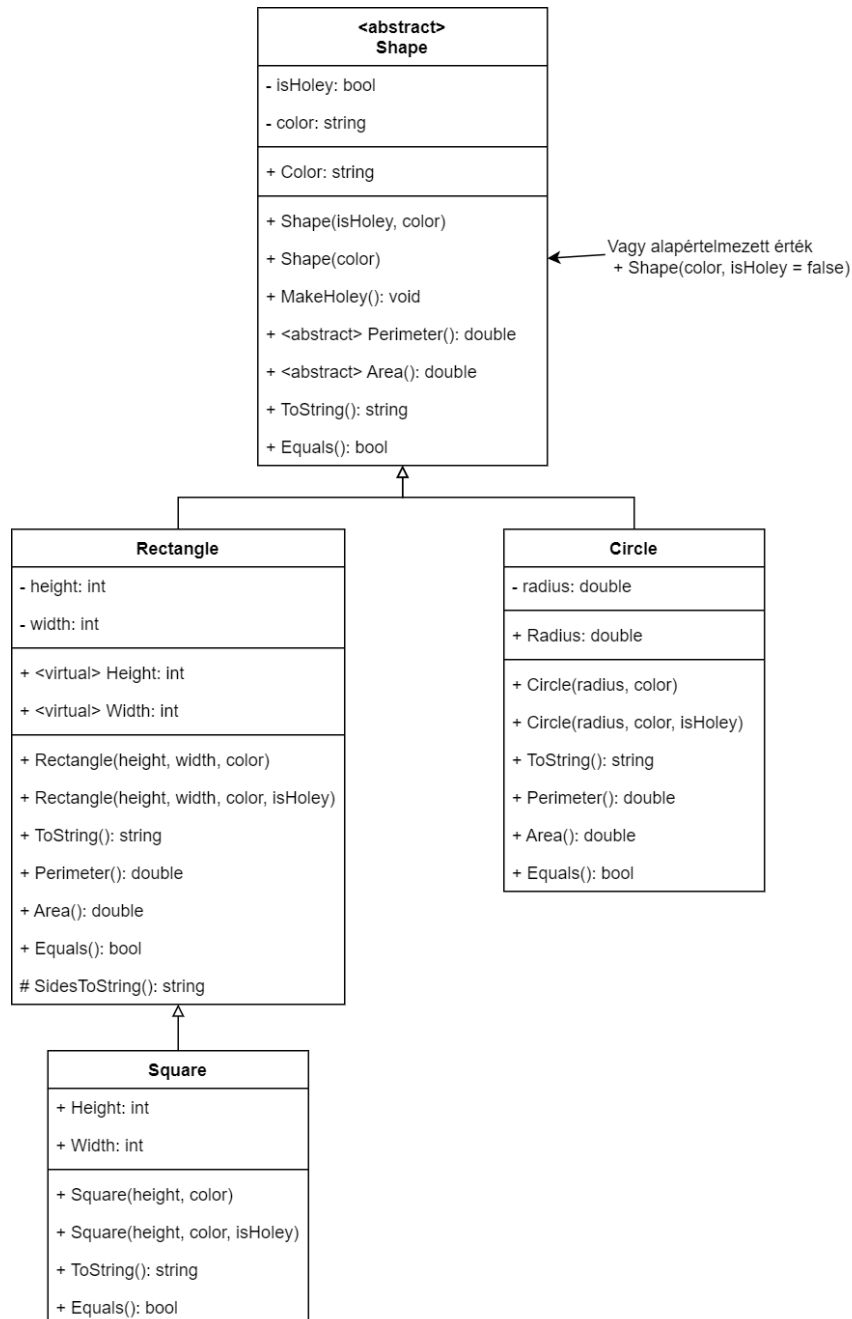 <abstract>
Shape
- isHoley: bool
- color: string
+ Color: string
+ Shape(isHoley, color)
+ Shape(color)
+ MakeHoley(): void
+ <abstract> Perimeter(): double
+ <abstract> Area(): double
+ ToString(): string
+ Equals(): bool
Vagy alapértelmezett érték
+ Shape(color, isHoley = false)
Rectangle
- height: int
- width: int
+ <virtual> Height: int
+ <virtual> Width: int
+ Rectangle(height, width, color)
+ Rectangle(height, width, color, isHoley)
+ ToString(): string
+ Perimeter(): double
+ Area(): double
+ Equals(): bool
# SidesToString(): string
Circle
- radius: double
+ Radius: double
+ Circle(radius, color)
+ Circle(radius, color, isHoley)
+ ToString(): string
+ Perimeter(): double
+ Area(): double
+ Equals(): bool
Square
+ Height: int
+ Width: int
+ Square(height, color)
+ Square(height, color, isHoley)
+ ToString(): string
+ Equals(): bool